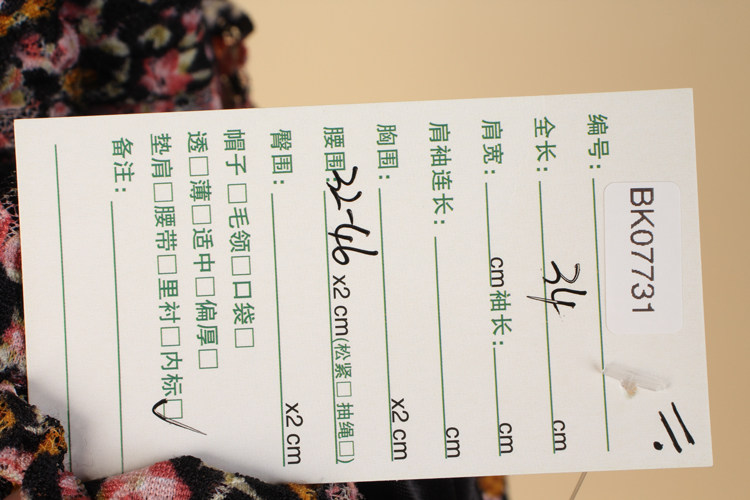 编号: BK07731
全长: 34 cm
肩宽: cm 袖长: cm
肩袖连长: cm
胸围: x2 cm
腰围: 32-46 x2 cm(松紧□ 抽绳□)
臀围: x2 cm
帽子□毛领□口袋□
透□薄□适中□偏厚□
垫肩□腰带□里衬□内标□✓
备注: